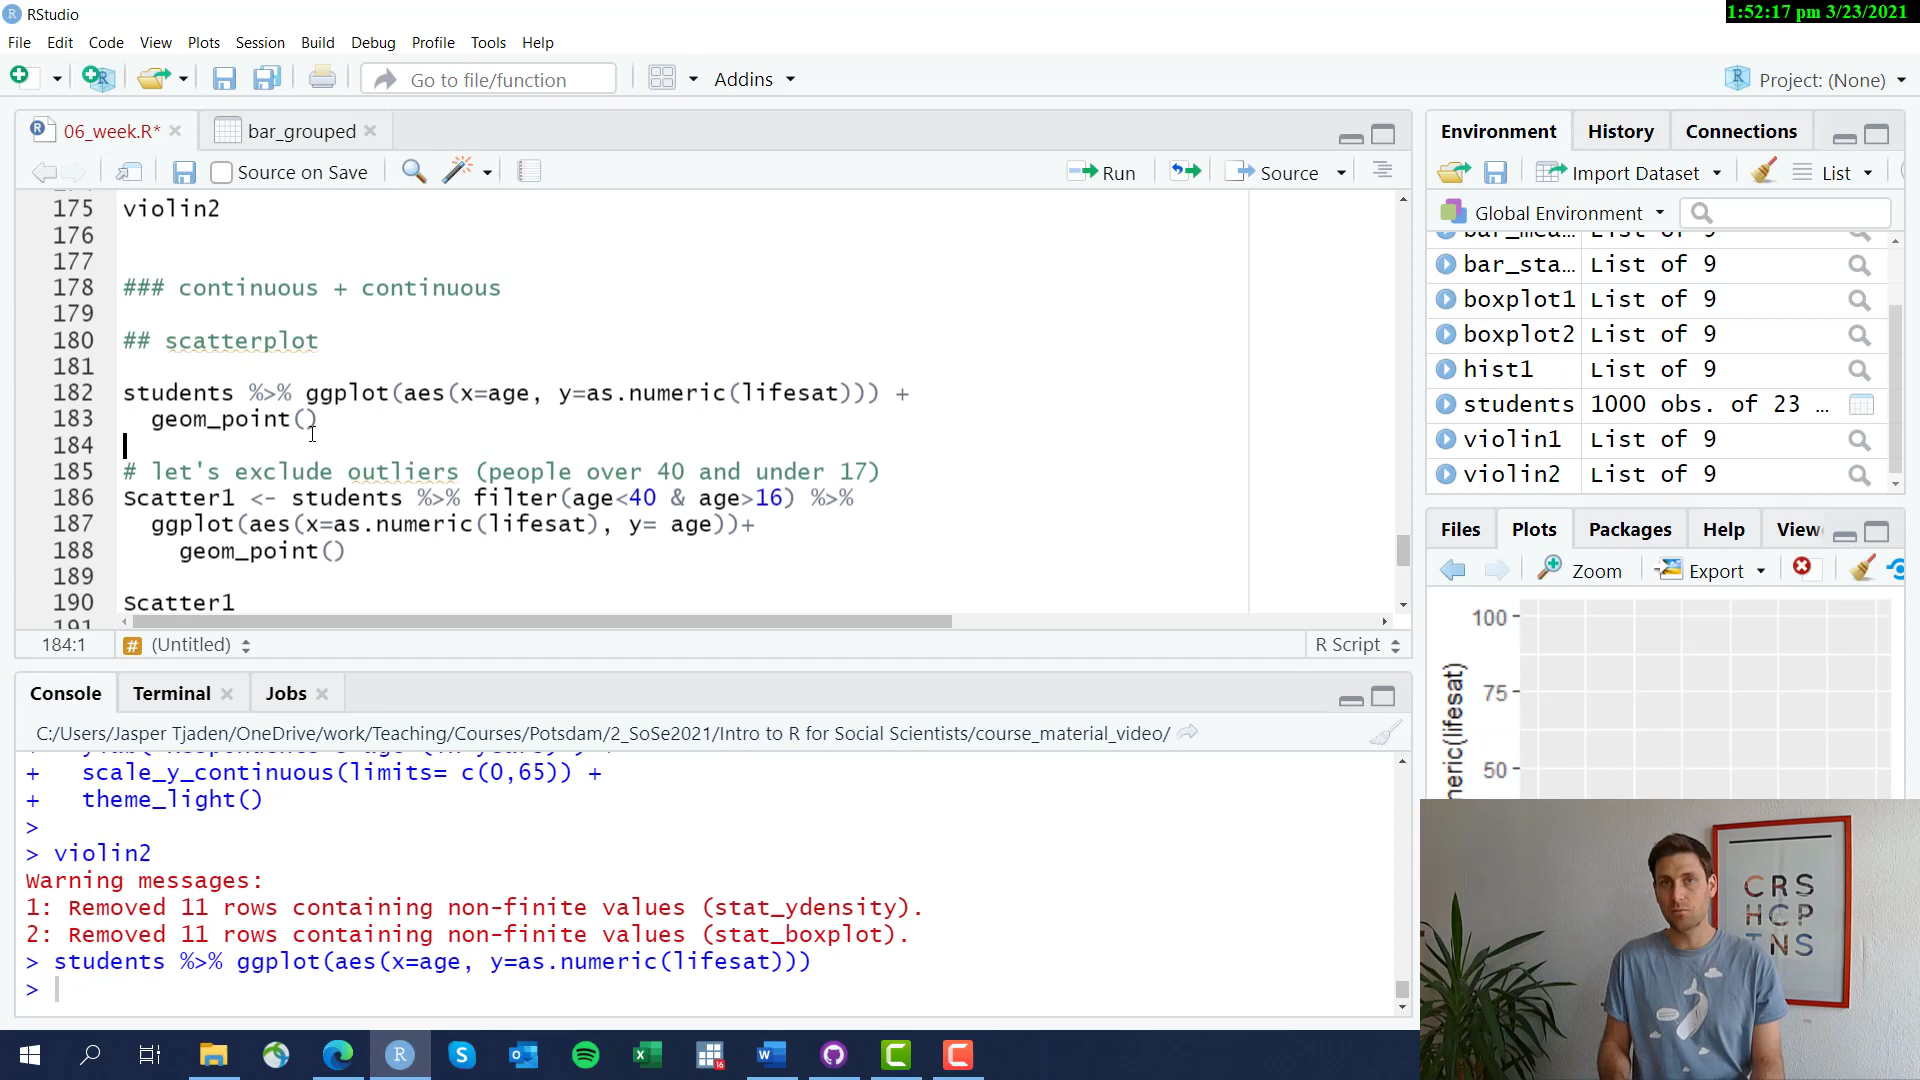 RStudio
1:52:17 pm 3/23/2021
File Edit Code View Plots Session Build Debug Profile Tools Help
Go to file/function
Addins
Project: (None)
06_week.R*
bar_grouped
Source on Save
Run
Source
175 violin2
176
177
178 ### continuous + continuous
179
180 ## scatterplot
181
182 students %>% ggplot(aes(x=age, y=as.numeric(lifesat))) +
183 geom_point()
184
185 # let's exclude outliers (people over 40 and under 17)
186 Scatter1 <- students %>% filter(age<40 & age>16) %>%
187 ggplot(aes(x=as.numeric(lifesat), y= age))+
188 geom_point()
189
190 Scatter1
191
184:1
# (Untitled)
R Script
Environment History Connections
Import Dataset
List
Global Environment
bar_mea… List of 9
bar_sta… List of 9
boxplot1 List of 9
boxplot2 List of 9
hist1 List of 9
students 1000 obs. of 23 …
violin1 List of 9
violin2 List of 9
Files Plots Packages Help View
Zoom
Export
100
75
50
meric(lifesat)
Console Terminal Jobs
C:/Users/Jasper Tjaden/OneDrive/work/Teaching/Courses/Potsdam/2_SoSe2021/Intro to R for Social Scientists/course_material_video/
+ scale_y_continuous(limits= c(0,65)) +
+ theme_light()
>
> violin2
Warning messages:
1: Removed 11 rows containing non-finite values (stat_ydensity).
2: Removed 11 rows containing non-finite values (stat_boxplot).
> students %>% ggplot(aes(x=age, y=as.numeric(lifesat)))
>
CRS
HCP
TNS